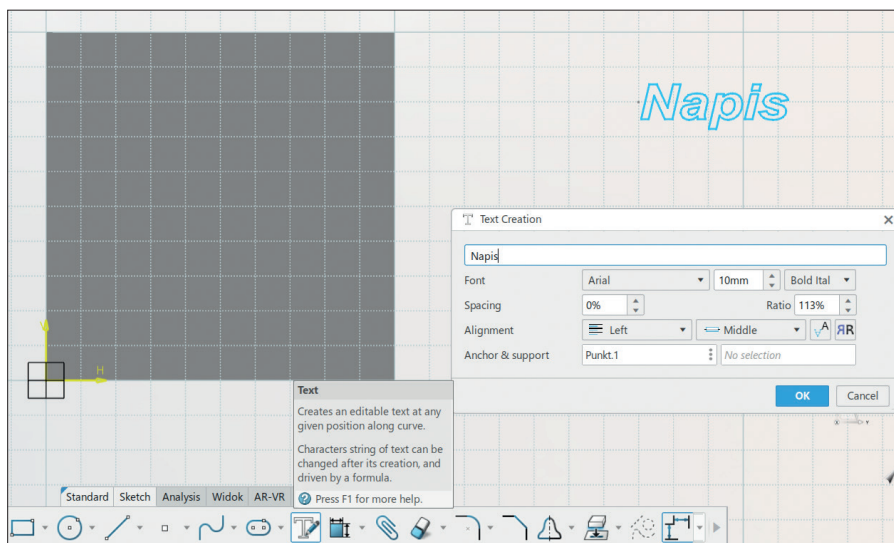 Napis
Text Creation
Napis
Font Arial 10mm Bold Ital
Spacing 0% Ratio 113%
Alignment Left Middle
Anchor & support Punkt.1 No selection
OK Cancel
V
H
Text
Creates an editable text at any
given position along curve.
Characters string of text can be
changed after its creation, and
driven by a formula.
Press F1 for more help.
Standard Sketch Analysis Widok AR-VR